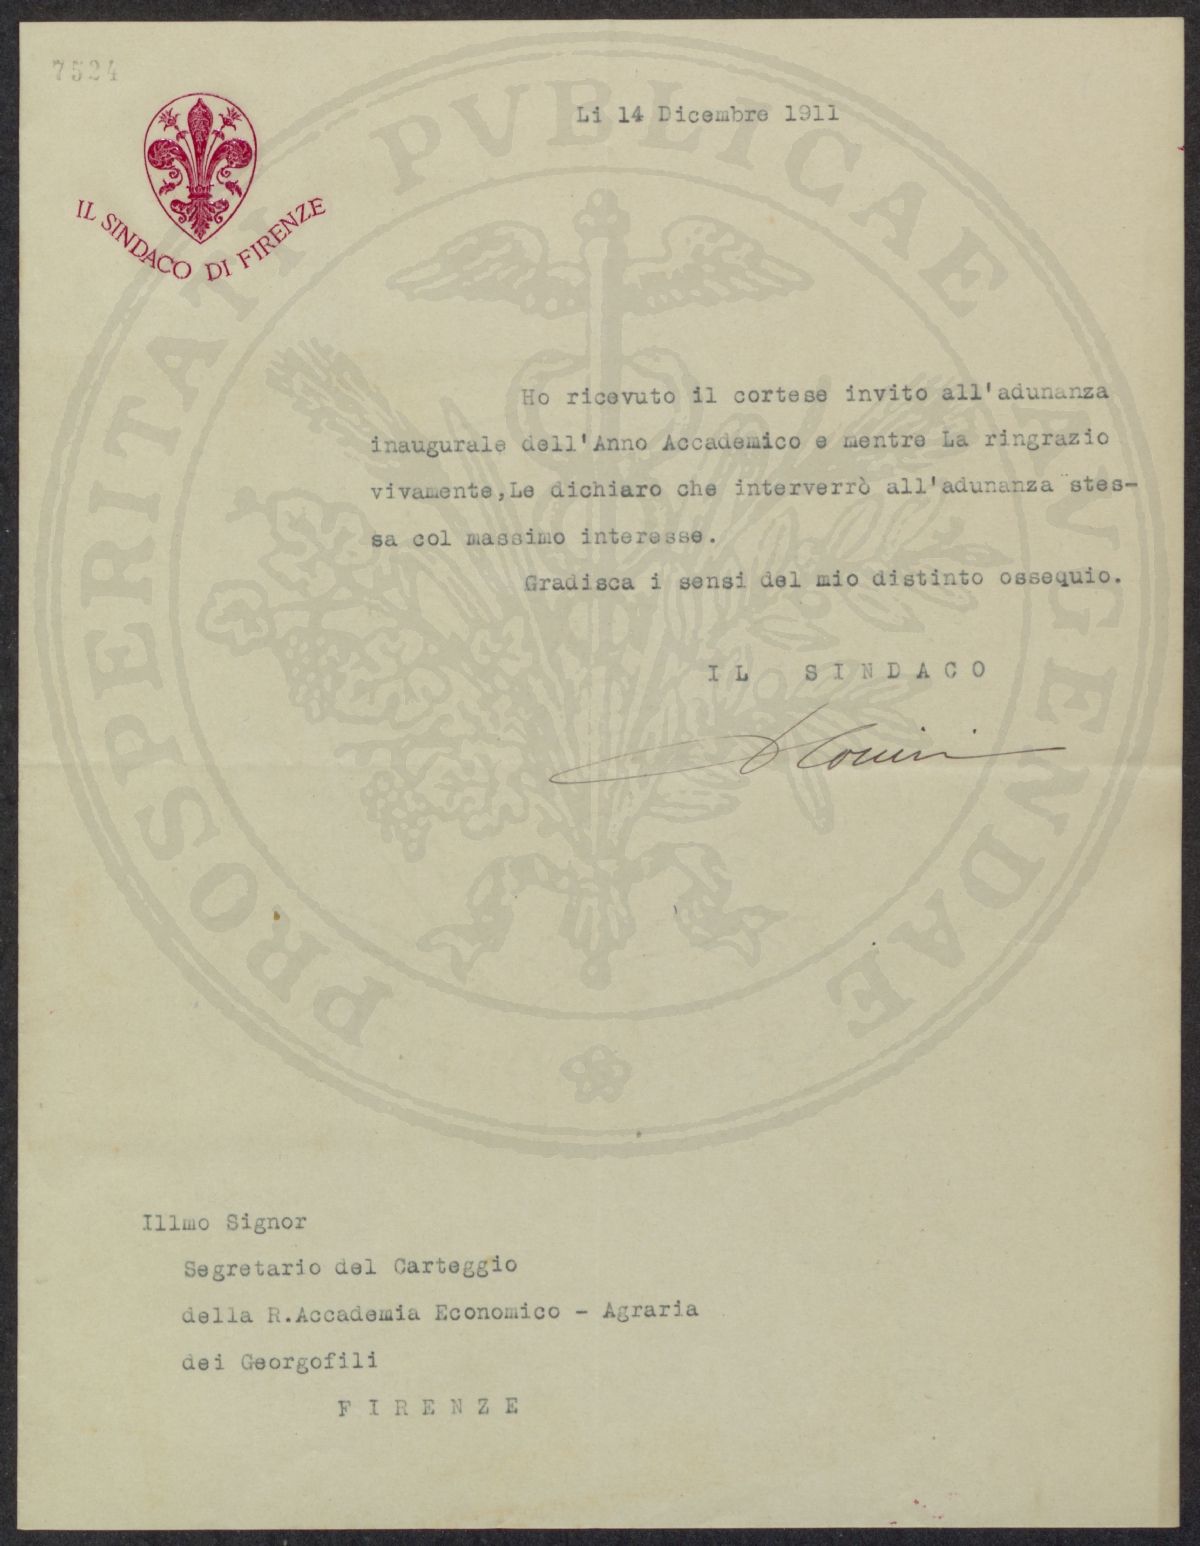 7524
Li 14 Dicembre 1911
IL SINDACO DI FIRENZE
PROSPERITATI PVBLICAE AVGENDAE
Ho ricevuto il cortese invito all'adunanza
inaugurale dell'Anno Accademico e mentre La ringrazio
vivamente,Le dichiaro che interverrò all'adunanza stes-
sa col massimo interesse.
Gradisca i sensi del mio distinto ossequio.
IL SINDACO
Illmo Signor
Segretario del Carteggio
della R.Accademia Economico - Agraria
dei Georgofili
FIRENZE